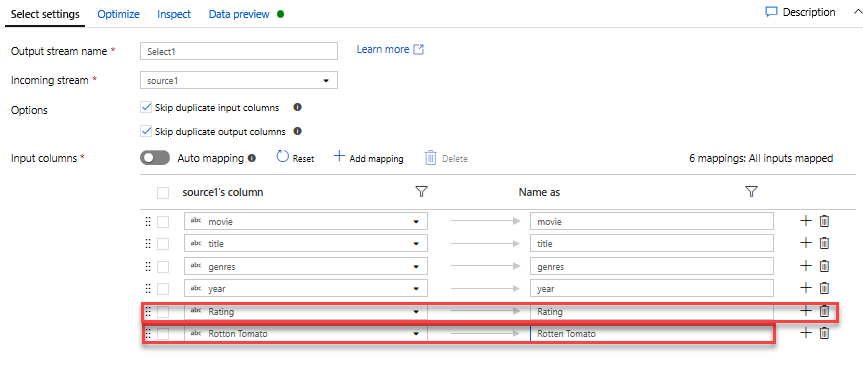 Select settings Optimize Inspect Data preview Description
Output stream name * Select1 Learn more
Incoming stream * source1
Options Skip duplicate input columns
Skip duplicate output columns
Input columns * Auto mapping Reset + Add mapping Delete 6 mappings: All inputs mapped
source1's column Name as
abc movie movie
abc title title
abc genres genres
abc year year
abc Rating Rating
abc Rotton Tomato Rotten Tomato